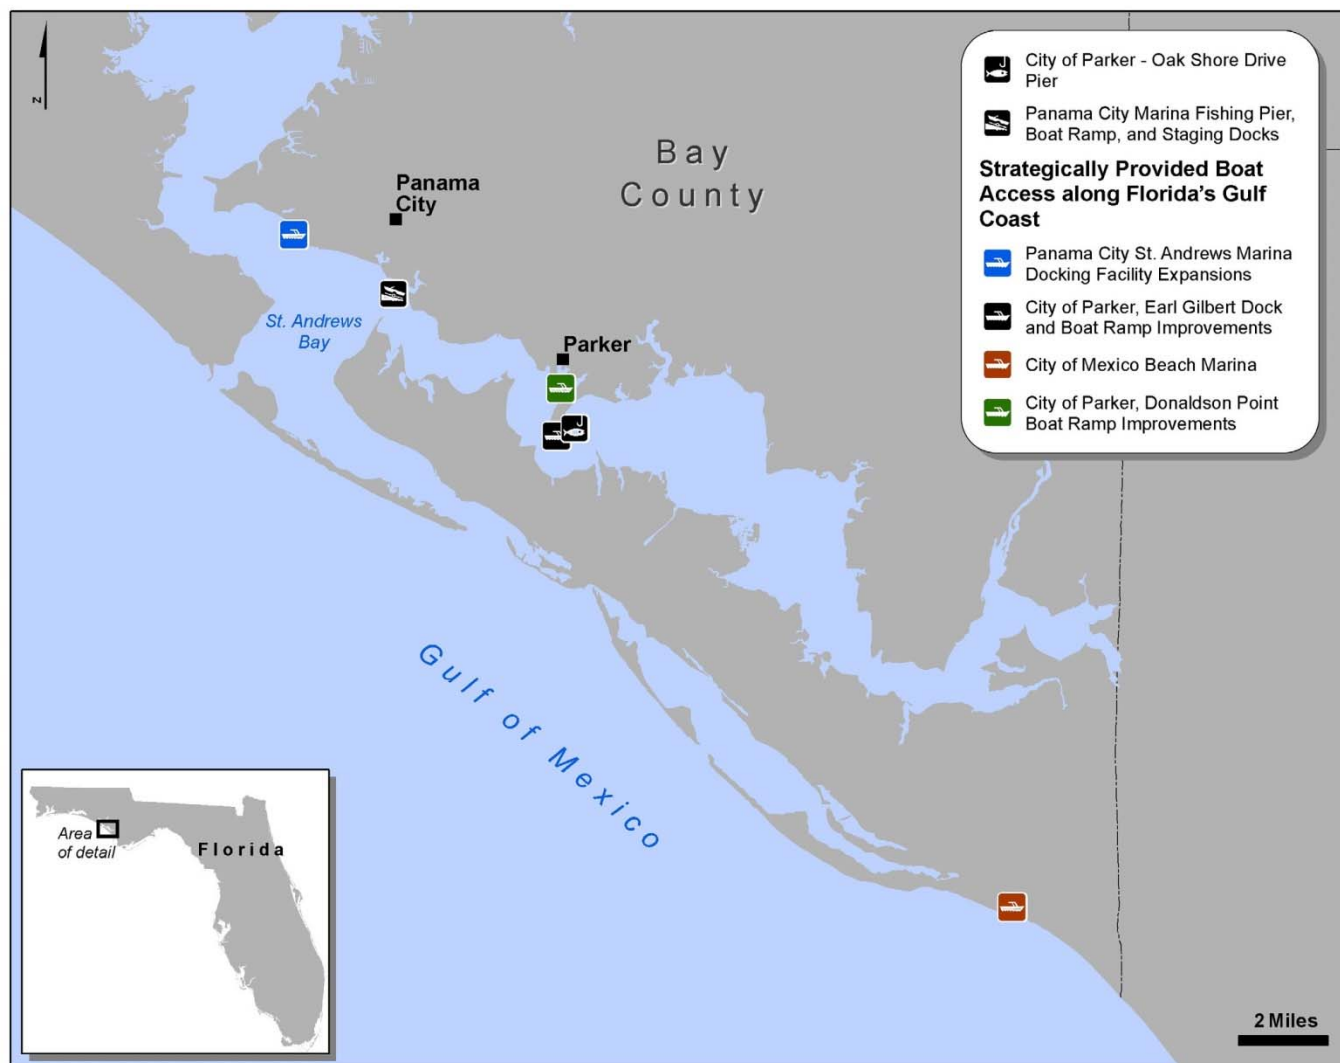 N
City of Parker - Oak Shore Drive
Pier
Panama City Marina Fishing Pier,
Boat Ramp, and Staging Docks
Strategically Provided Boat
Access along Florida's Gulf
Coast
Panama City St. Andrews Marina
Docking Facility Expansions
City of Parker, Earl Gilbert Dock
and Boat Ramp Improvements
City of Mexico Beach Marina
City of Parker, Donaldson Point
Boat Ramp Improvements
Bay
County
Panama
City
St. Andrews
Bay
Parker
Gulf of Mexico
Area
of detail
Florida
2 Miles